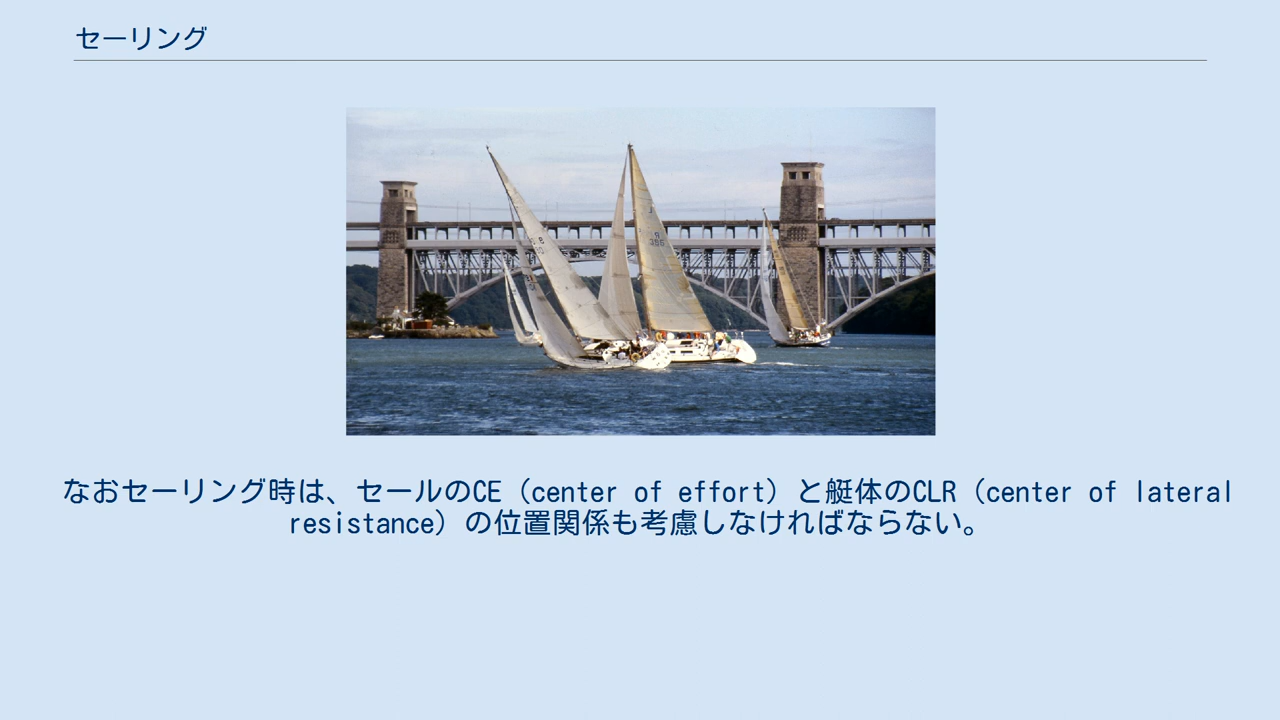 セーリング
なおセーリング時は、セールのCE（center of effort）と艇体のCLR（center of lateral
resistance）の位置関係も考慮しなければならない。